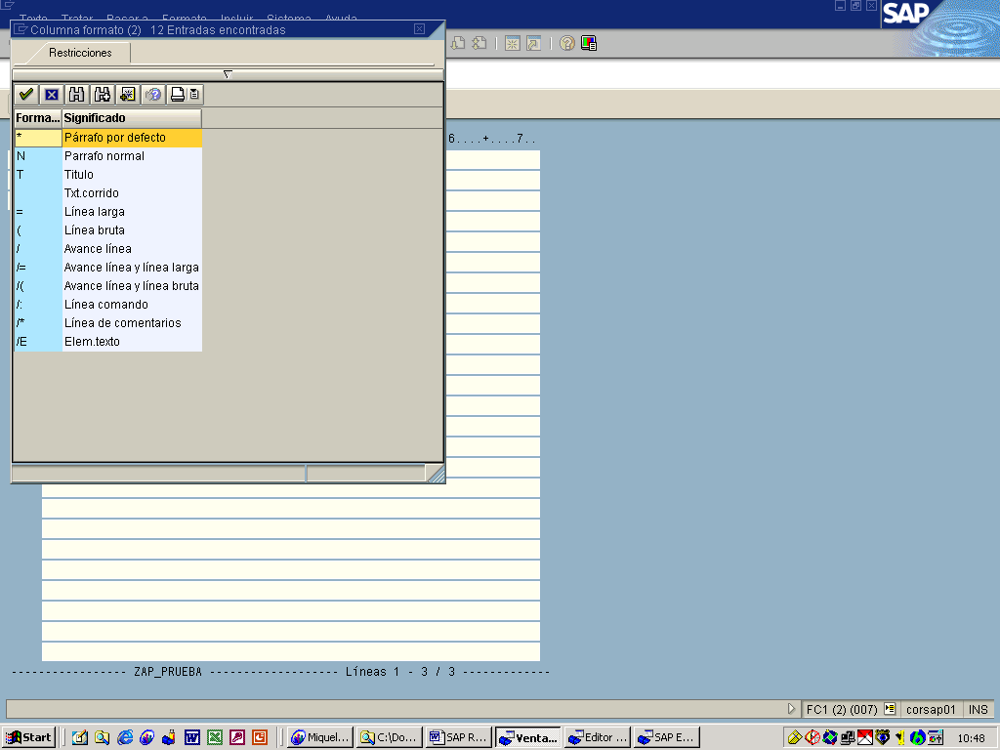 Texto Tratar Pasar a Formato Incluir Sistema Ayuda
SAP
Columna formato (2) 12 Entradas encontradas
Restricciones
Forma... Significado
* Párrafo por defecto
N Parrafo normal
T Titulo
Txt.corrido
= Línea larga
( Línea bruta
/ Avance línea
/= Avance línea y línea larga
/( Avance línea y línea bruta
/: Línea comando
/* Línea de comentarios
/E Elem.texto
6....+....7..
----------------- ZAP_PRUEBA ------------------- Líneas 1 - 3 / 3 -------------
FC1 (2) (007) corsap01 INS
Start Miquel... C:\Do... SAP R... Venta... Editor ... SAP E... 10:48